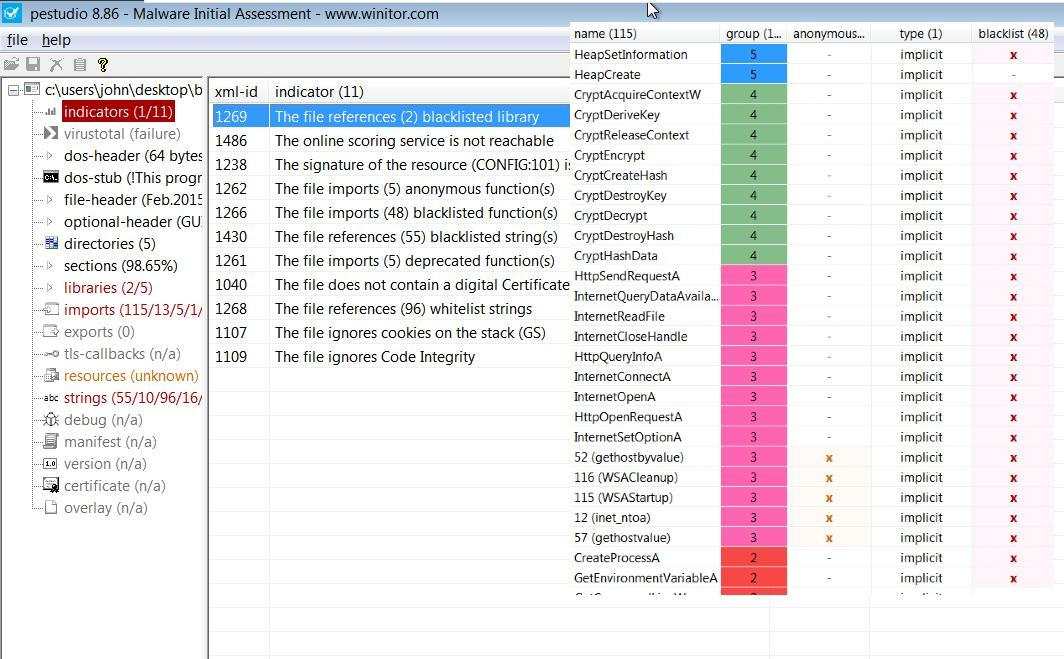 pestudio 8.86 - Malware Initial Assessment - www.winitor.com
file help
c:\users\john\desktop\b
indicators (1/11)
virustotal (failure)
dos-header (64 bytes
dos-stub (!This progr
file-header (Feb.2015
optional-header (GU
directories (5)
sections (98.65%)
libraries (2/5)
imports (115/13/5/1/
exports (0)
tls-callbacks (n/a)
resources (unknown)
abc strings (55/10/96/16/
debug (n/a)
manifest (n/a)
1.0 version (n/a)
certificate (n/a)
overlay (n/a)
xml-id indicator (11)
1269 The file references (2) blacklisted library
1486 The online scoring service is not reachable
1238 The signature of the resource (CONFIG:101) is
1262 The file imports (5) anonymous function(s)
1266 The file imports (48) blacklisted function(s)
1430 The file references (55) blacklisted string(s)
1261 The file imports (5) deprecated function(s)
1040 The file does not contain a digital Certificate
1268 The file references (96) whitelist strings
1107 The file ignores cookies on the stack (GS)
1109 The file ignores Code Integrity
name (115) group (1... anonymous... type (1) blacklist (48)
HeapSetInformation 5 - implicit x
HeapCreate 5 - implicit -
CryptAcquireContextW 4 - implicit x
CryptDeriveKey 4 - implicit x
CryptReleaseContext 4 - implicit x
CryptEncrypt 4 - implicit x
CryptCreateHash 4 - implicit x
CryptDestroyKey 4 - implicit x
CryptDecrypt 4 - implicit x
CryptDestroyHash 4 - implicit x
CryptHashData 4 - implicit x
HttpSendRequestA 3 - implicit x
InternetQueryDataAvaila... 3 - implicit x
InternetReadFile 3 - implicit x
InternetCloseHandle 3 - implicit x
HttpQueryInfoA 3 - implicit x
InternetConnectA 3 - implicit x
InternetOpenA 3 - implicit x
HttpOpenRequestA 3 - implicit x
InternetSetOptionA 3 - implicit x
52 (gethostbyvalue) 3 x implicit x
116 (WSACleanup) 3 x implicit x
115 (WSAStartup) 3 x implicit x
12 (inet_ntoa) 3 x implicit x
57 (gethostvalue) 3 x implicit x
CreateProcessA 2 - implicit x
GetEnvironmentVariableA 2 - implicit x